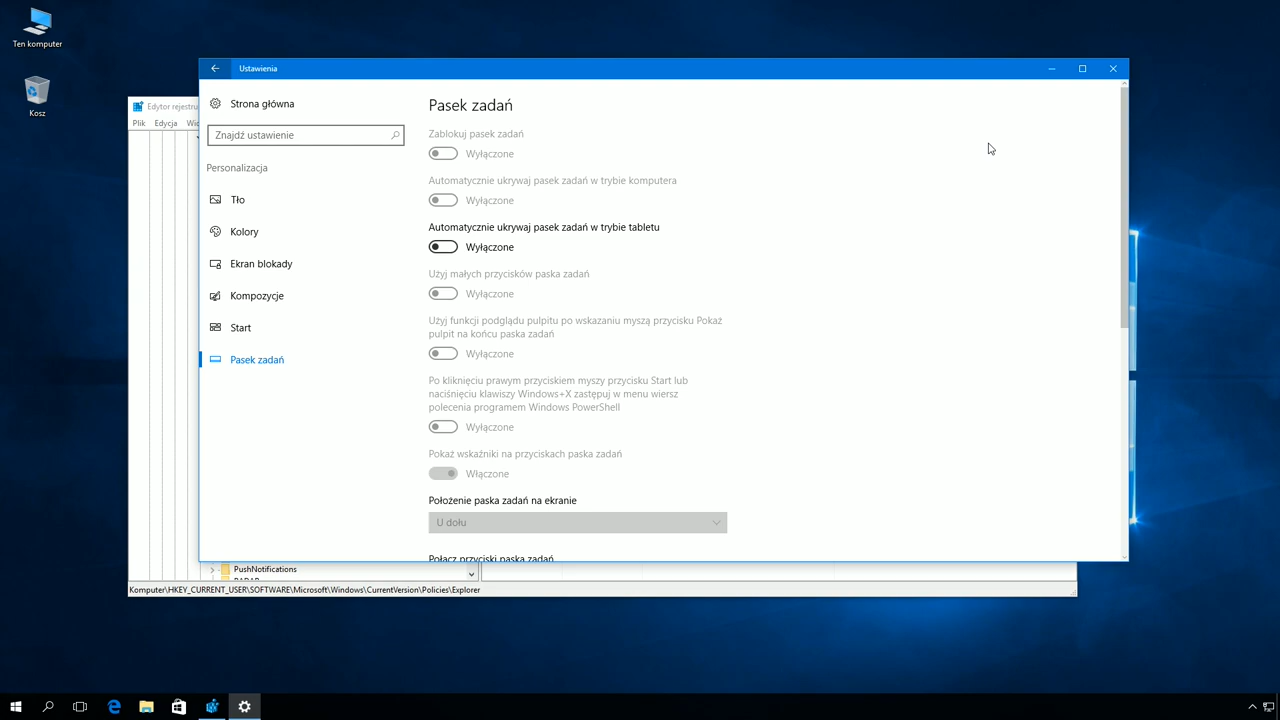 Ten komputer
Kosz
Edytor rejestru
Plik Edycja
Ustawienia
Strona główna
Znajdź ustawienie
Personalizacja
Tło
Kolory
Ekran blokady
Kompozycje
Start
Pasek zadań
Pasek zadań
Zablokuj pasek zadań
Wyłączone
Automatycznie ukrywaj pasek zadań w trybie komputera
Wyłączone
Automatycznie ukrywaj pasek zadań w trybie tabletu
Wyłączone
Użyj małych przycisków paska zadań
Wyłączone
Użyj funkcji podglądu pulpitu po wskazaniu myszą przycisku Pokaż
pulpit na końcu paska zadań
Wyłączone
Po kliknięciu prawym przyciskiem myszy przycisku Start lub
naciśnięciu klawiszy Windows+X zastępuj w menu wiersz
polecenia programem Windows PowerShell
Wyłączone
Pokaż wskaźniki na przyciskach paska zadań
Włączone
Położenie paska zadań na ekranie
U dołu
Połącz przyciski paska zadań
PushNotifications
Komputer\HKEY_CURRENT_USER\SOFTWARE\Microsoft\Windows\CurrentVersion\Policies\Explorer